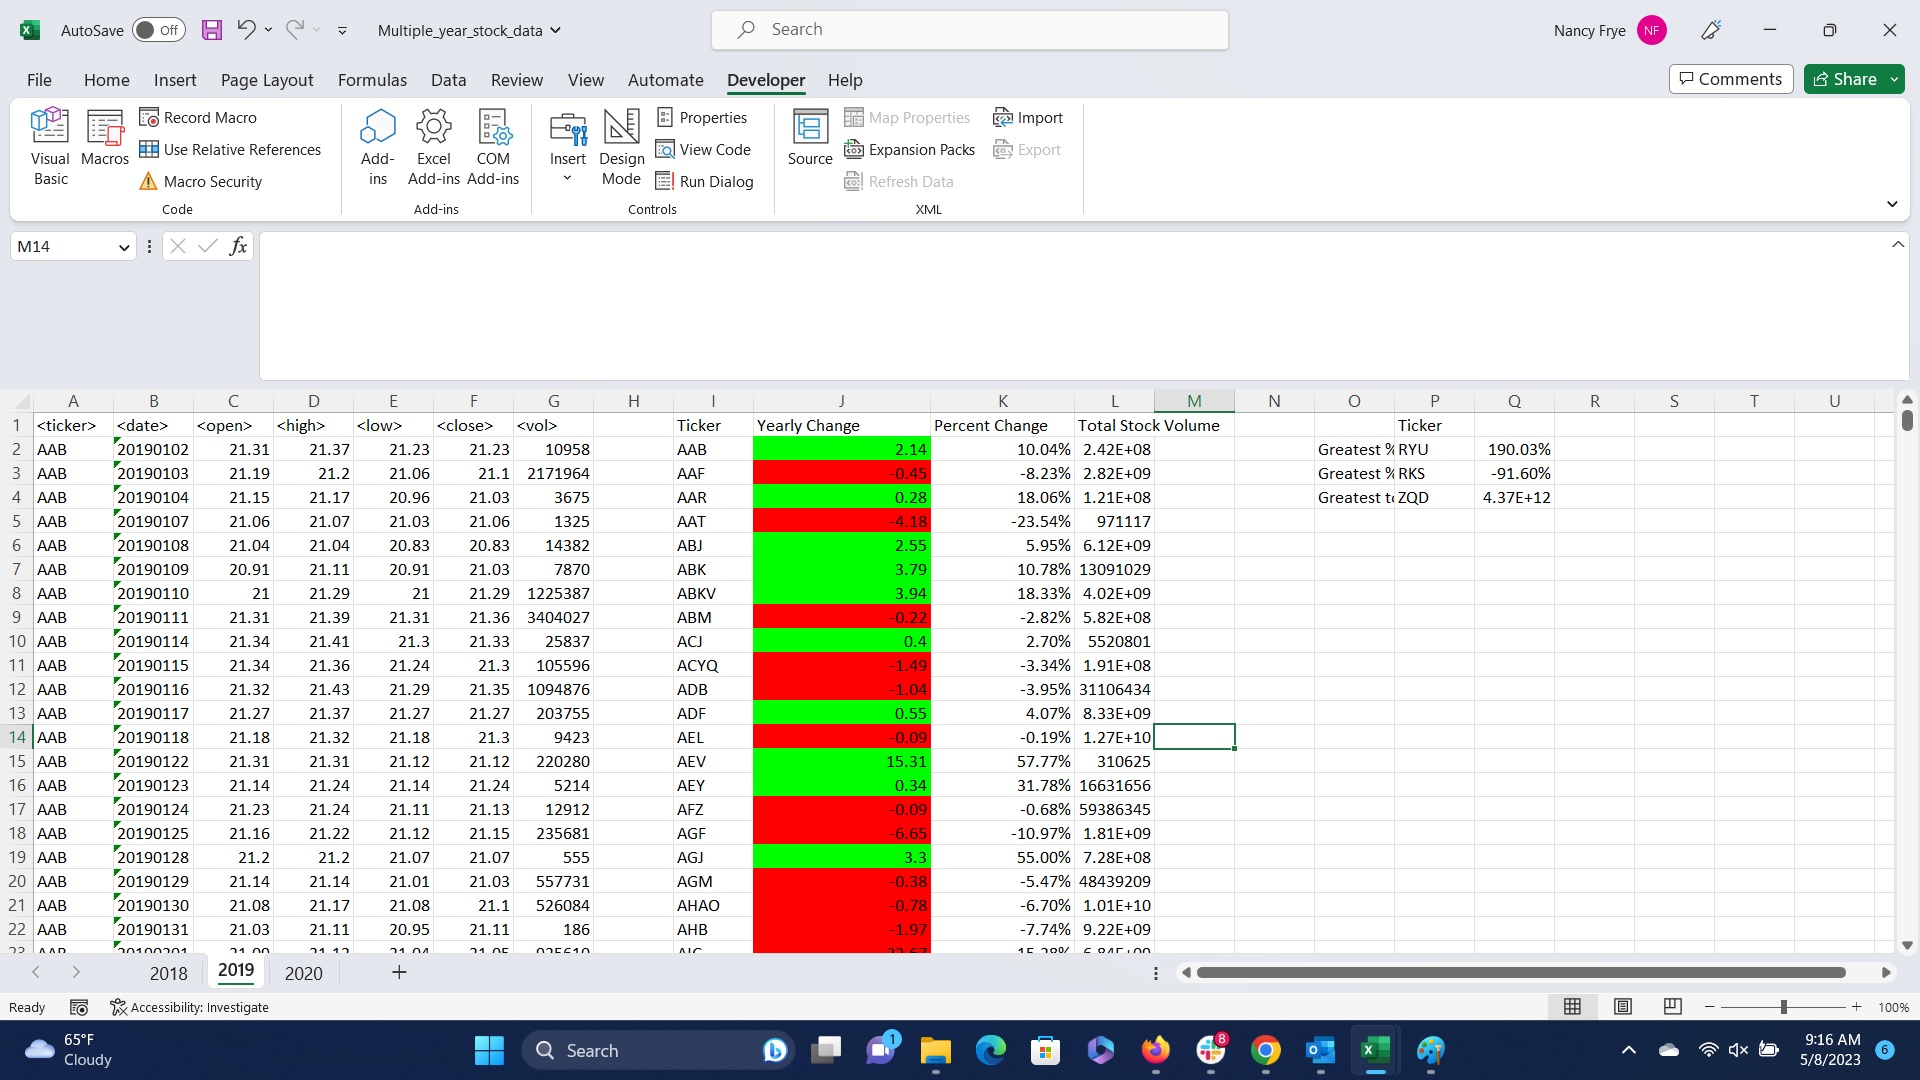 AutoSave Off Multiple_year_stock_data Search Nancy Frye NF
File Home Insert Page Layout Formulas Data Review View Automate Developer Help Comments Share
Visual Basic
Macros
Record Macro
Use Relative References
Macro Security
Code
Add-ins
Excel Add-ins
COM Add-ins
Add-ins
Insert
Design Mode
Properties
View Code
Run Dialog
Controls
Source
Map Properties
Expansion Packs
Refresh Data
Import
Export
XML
M14 fx
A B C D E F G H I J K L M N O P Q R S T U
1 <ticker> <date> <open> <high> <low> <close> <vol> Ticker Yearly Change Percent Change Total Stock Volume Ticker
2 AAB 20190102 21.31 21.37 21.23 21.23 10958 AAB 2.14 10.04% 2.42E+08 Greatest % RYU 190.03%
3 AAB 20190103 21.19 21.2 21.06 21.1 2171964 AAF -0.45 -8.23% 2.82E+09 Greatest % RKS -91.60%
4 AAB 20190104 21.15 21.17 20.96 21.03 3675 AAR 0.28 18.06% 1.21E+08 Greatest to ZQD 4.37E+12
5 AAB 20190107 21.06 21.07 21.03 21.06 1325 AAT -4.18 -23.54% 971117
6 AAB 20190108 21.04 21.04 20.83 20.83 14382 ABJ 2.55 5.95% 6.12E+09
7 AAB 20190109 20.91 21.11 20.91 21.03 7870 ABK 3.79 10.78% 13091029
8 AAB 20190110 21 21.29 21 21.29 1225387 ABKV 3.94 18.33% 4.02E+09
9 AAB 20190111 21.31 21.39 21.31 21.36 3404027 ABM -0.22 -2.82% 5.82E+08
10 AAB 20190114 21.34 21.41 21.3 21.33 25837 ACJ 0.4 2.70% 5520801
11 AAB 20190115 21.34 21.36 21.24 21.3 105596 ACYQ -1.49 -3.34% 1.91E+08
12 AAB 20190116 21.32 21.43 21.29 21.35 1094876 ADB -1.04 -3.95% 31106434
13 AAB 20190117 21.27 21.37 21.27 21.27 203755 ADF 0.55 4.07% 8.33E+09
14 AAB 20190118 21.18 21.32 21.18 21.3 9423 AEL -0.09 -0.19% 1.27E+10
15 AAB 20190122 21.31 21.31 21.12 21.12 220280 AEV 15.31 57.77% 310625
16 AAB 20190123 21.14 21.24 21.14 21.24 5214 AEY 0.34 31.78% 16631656
17 AAB 20190124 21.23 21.24 21.11 21.13 12912 AFZ -0.09 -0.68% 59386345
18 AAB 20190125 21.16 21.22 21.12 21.15 235681 AGF -6.65 -10.97% 1.81E+09
19 AAB 20190128 21.2 21.2 21.07 21.07 555 AGJ 3.3 55.00% 7.28E+08
20 AAB 20190129 21.14 21.14 21.01 21.03 557731 AGM -0.38 -5.47% 48439209
21 AAB 20190130 21.08 21.17 21.08 21.1 526084 AHAO -0.78 -6.70% 1.01E+10
22 AAB 20190131 21.03 21.11 20.95 21.11 186 AHB -1.97 -7.74% 9.22E+09
2018 2019 2020
Ready Accessibility: Investigate 100%
65°F
Cloudy
Search
1
8
9:16 AM
5/8/2023
6